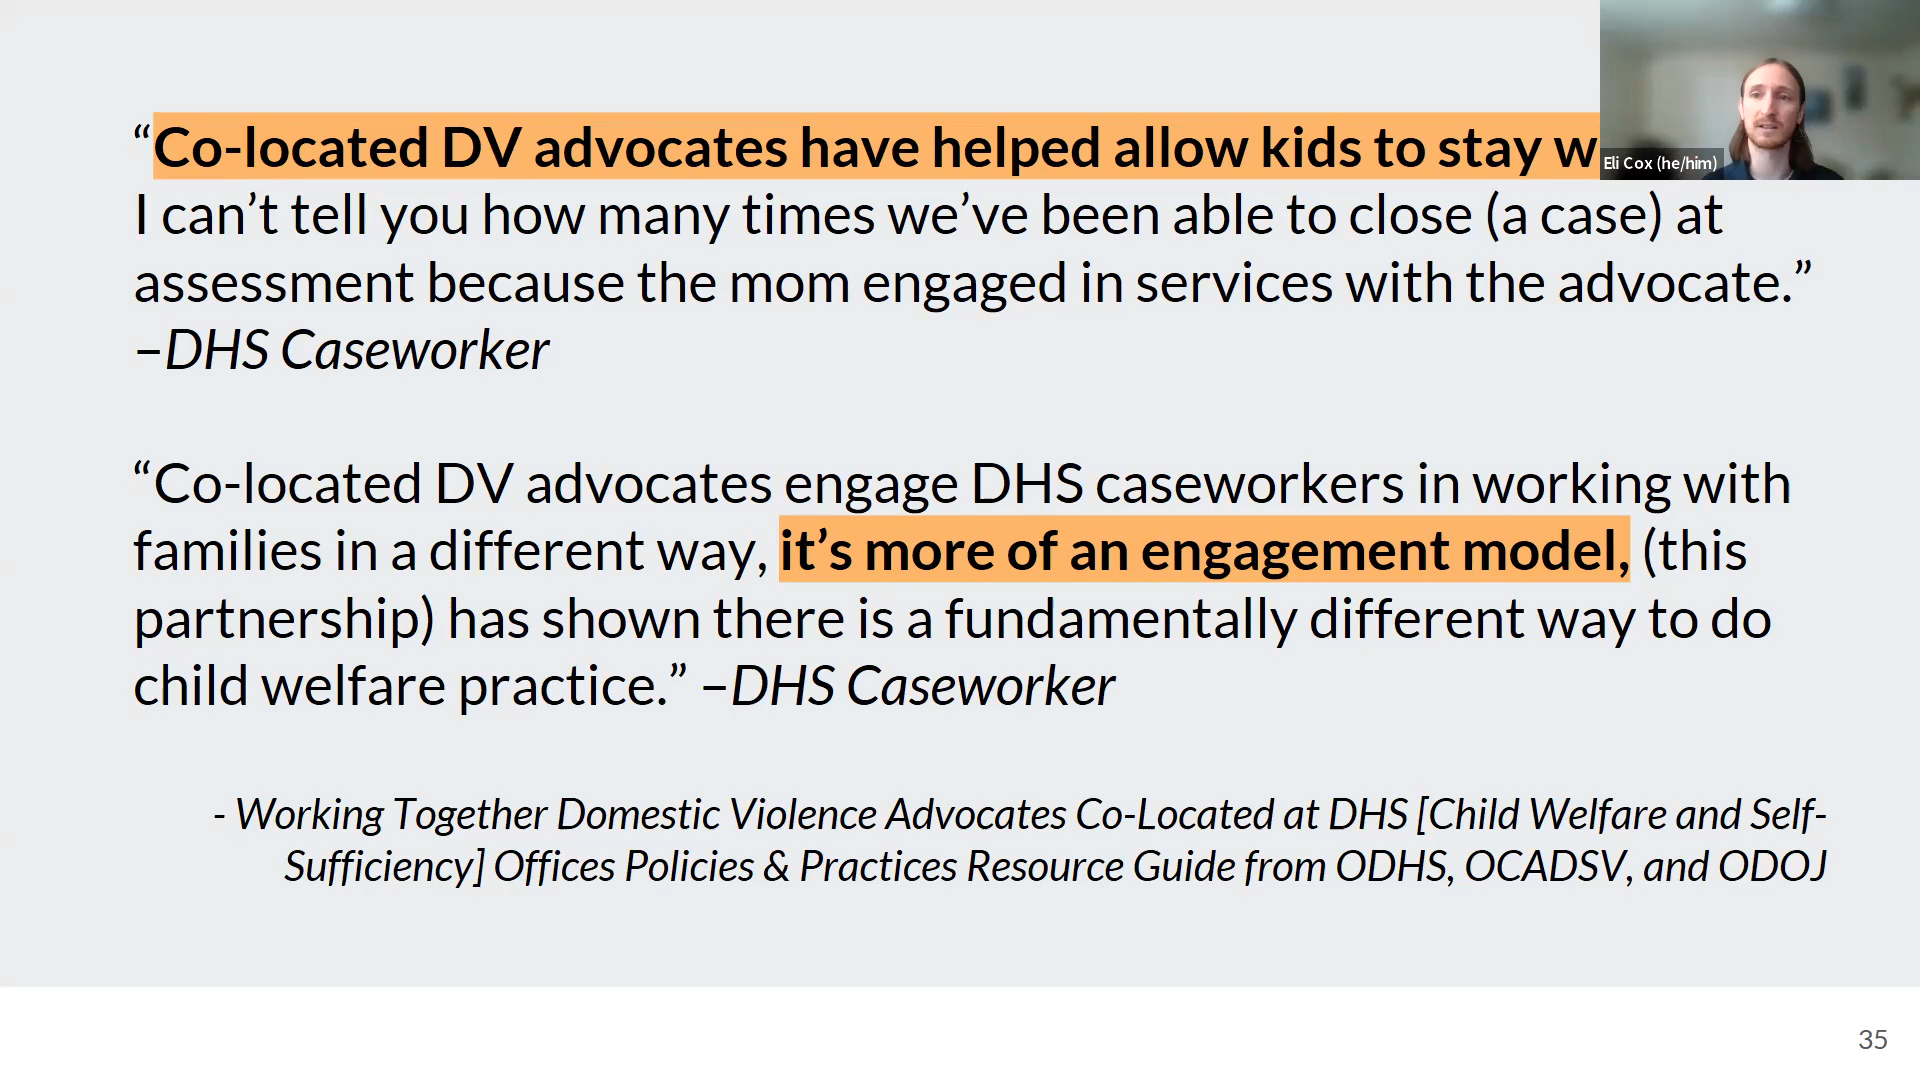 “Co-located DV advocates have helped allow kids to stay
I can’t tell you how many times we’ve been able to close (a case) at
assessment because the mom engaged in services with the advocate.”
–DHS Caseworker
“Co-located DV advocates engage DHS caseworkers in working with
families in a different way, it’s more of an engagement model, (this
partnership) has shown there is a fundamentally different way to do
child welfare practice.” –DHS Caseworker
- Working Together Domestic Violence Advocates Co-Located at DHS [Child Welfare and Self-
Sufficiency] Offices Policies & Practices Resource Guide from ODHS, OCADSV, and ODOJ
Eli Cox (he/him)
35